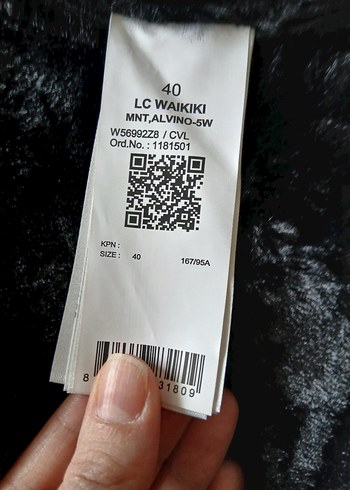 40
LC WAIKIKI
MNT,ALVINO-5W
W56992Z8 / CVL
Ord.No. : 1181501
KPN :
SIZE : 40 167/95A
8 31809